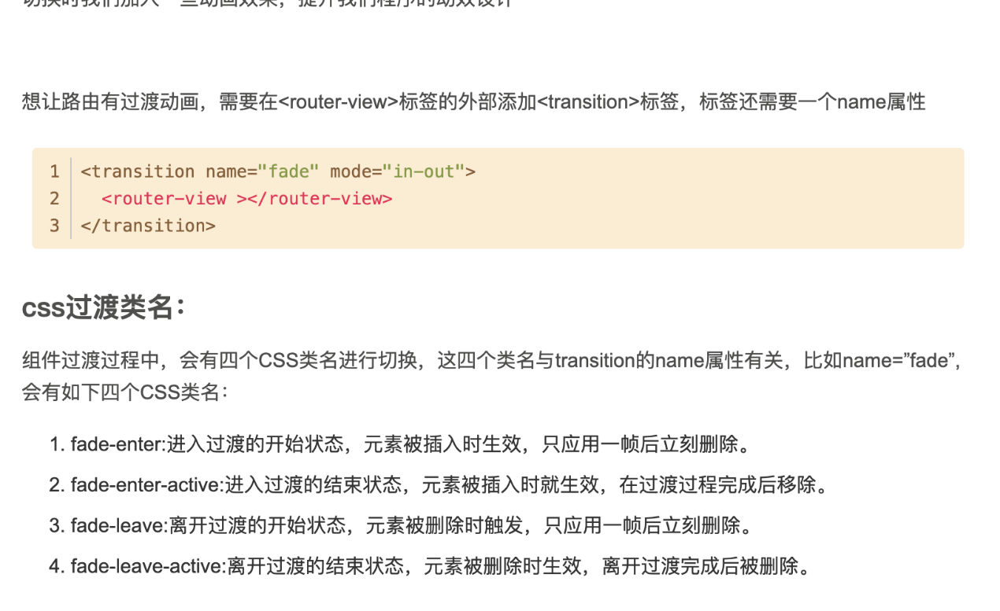 切换时我们加入一些动画效果，提升我们程序的动效设计
想让路由有过渡动画，需要在<router-view>标签的外部添加<transition>标签，标签还需要一个name属性
1 <transition name="fade" mode="in-out">
2 <router-view ></router-view>
3 </transition>
css过渡类名：
组件过渡过程中，会有四个CSS类名进行切换，这四个类名与transition的name属性有关，比如name=”fade”,
会有如下四个CSS类名：
1. fade-enter:进入过渡的开始状态，元素被插入时生效，只应用一帧后立刻删除。
2. fade-enter-active:进入过渡的结束状态，元素被插入时就生效，在过渡过程完成后移除。
3. fade-leave:离开过渡的开始状态，元素被删除时触发，只应用一帧后立刻删除。
4. fade-leave-active:离开过渡的结束状态，元素被删除时生效，离开过渡完成后被删除。